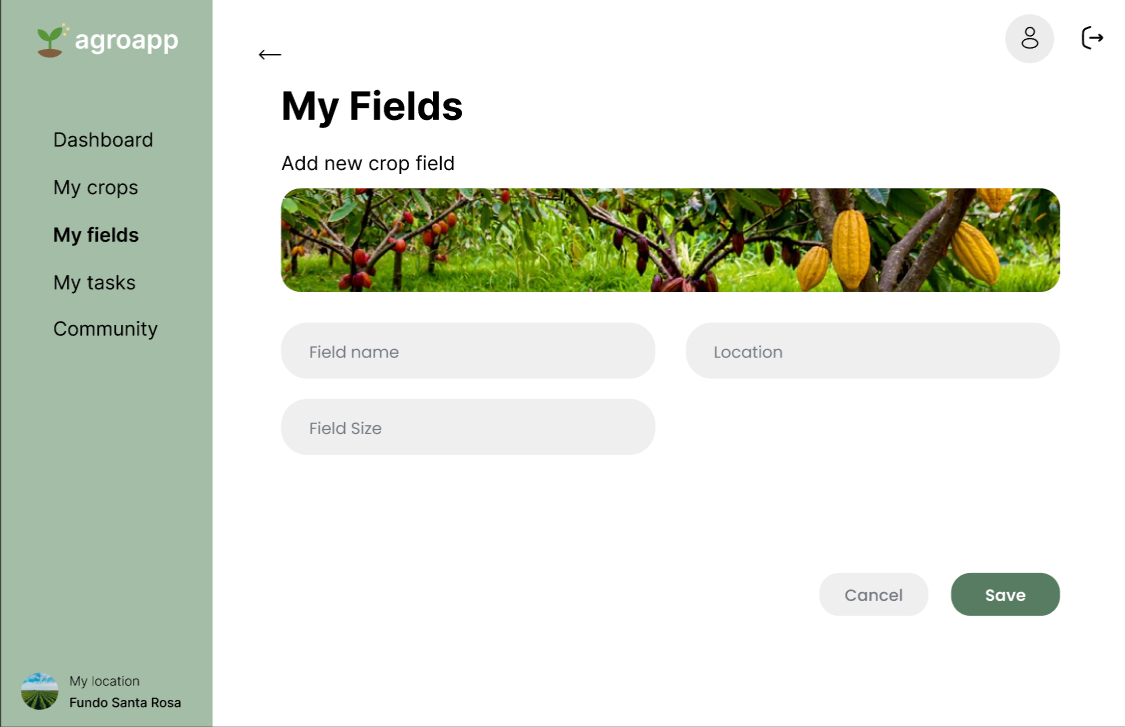 agroapp
Dashboard
My crops
My fields
My tasks
Community
My location
Fundo Santa Rosa
My Fields
Add new crop field
Field name
Location
Field Size
Cancel
Save